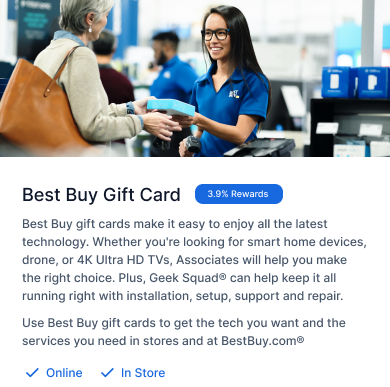 Best Buy Gift Card
3.9% Rewards
Best Buy gift cards make it easy to enjoy all the latest
technology. Whether you're looking for smart home devices,
drone, or 4K Ultra HD TVs, Associates will help you make
the right choice. Plus, Geek Squad® can help keep it all
running right with installation, setup, support and repair.
Use Best Buy gift cards to get the tech you want and the
services you need in stores and at BestBuy.com®
Online
In Store